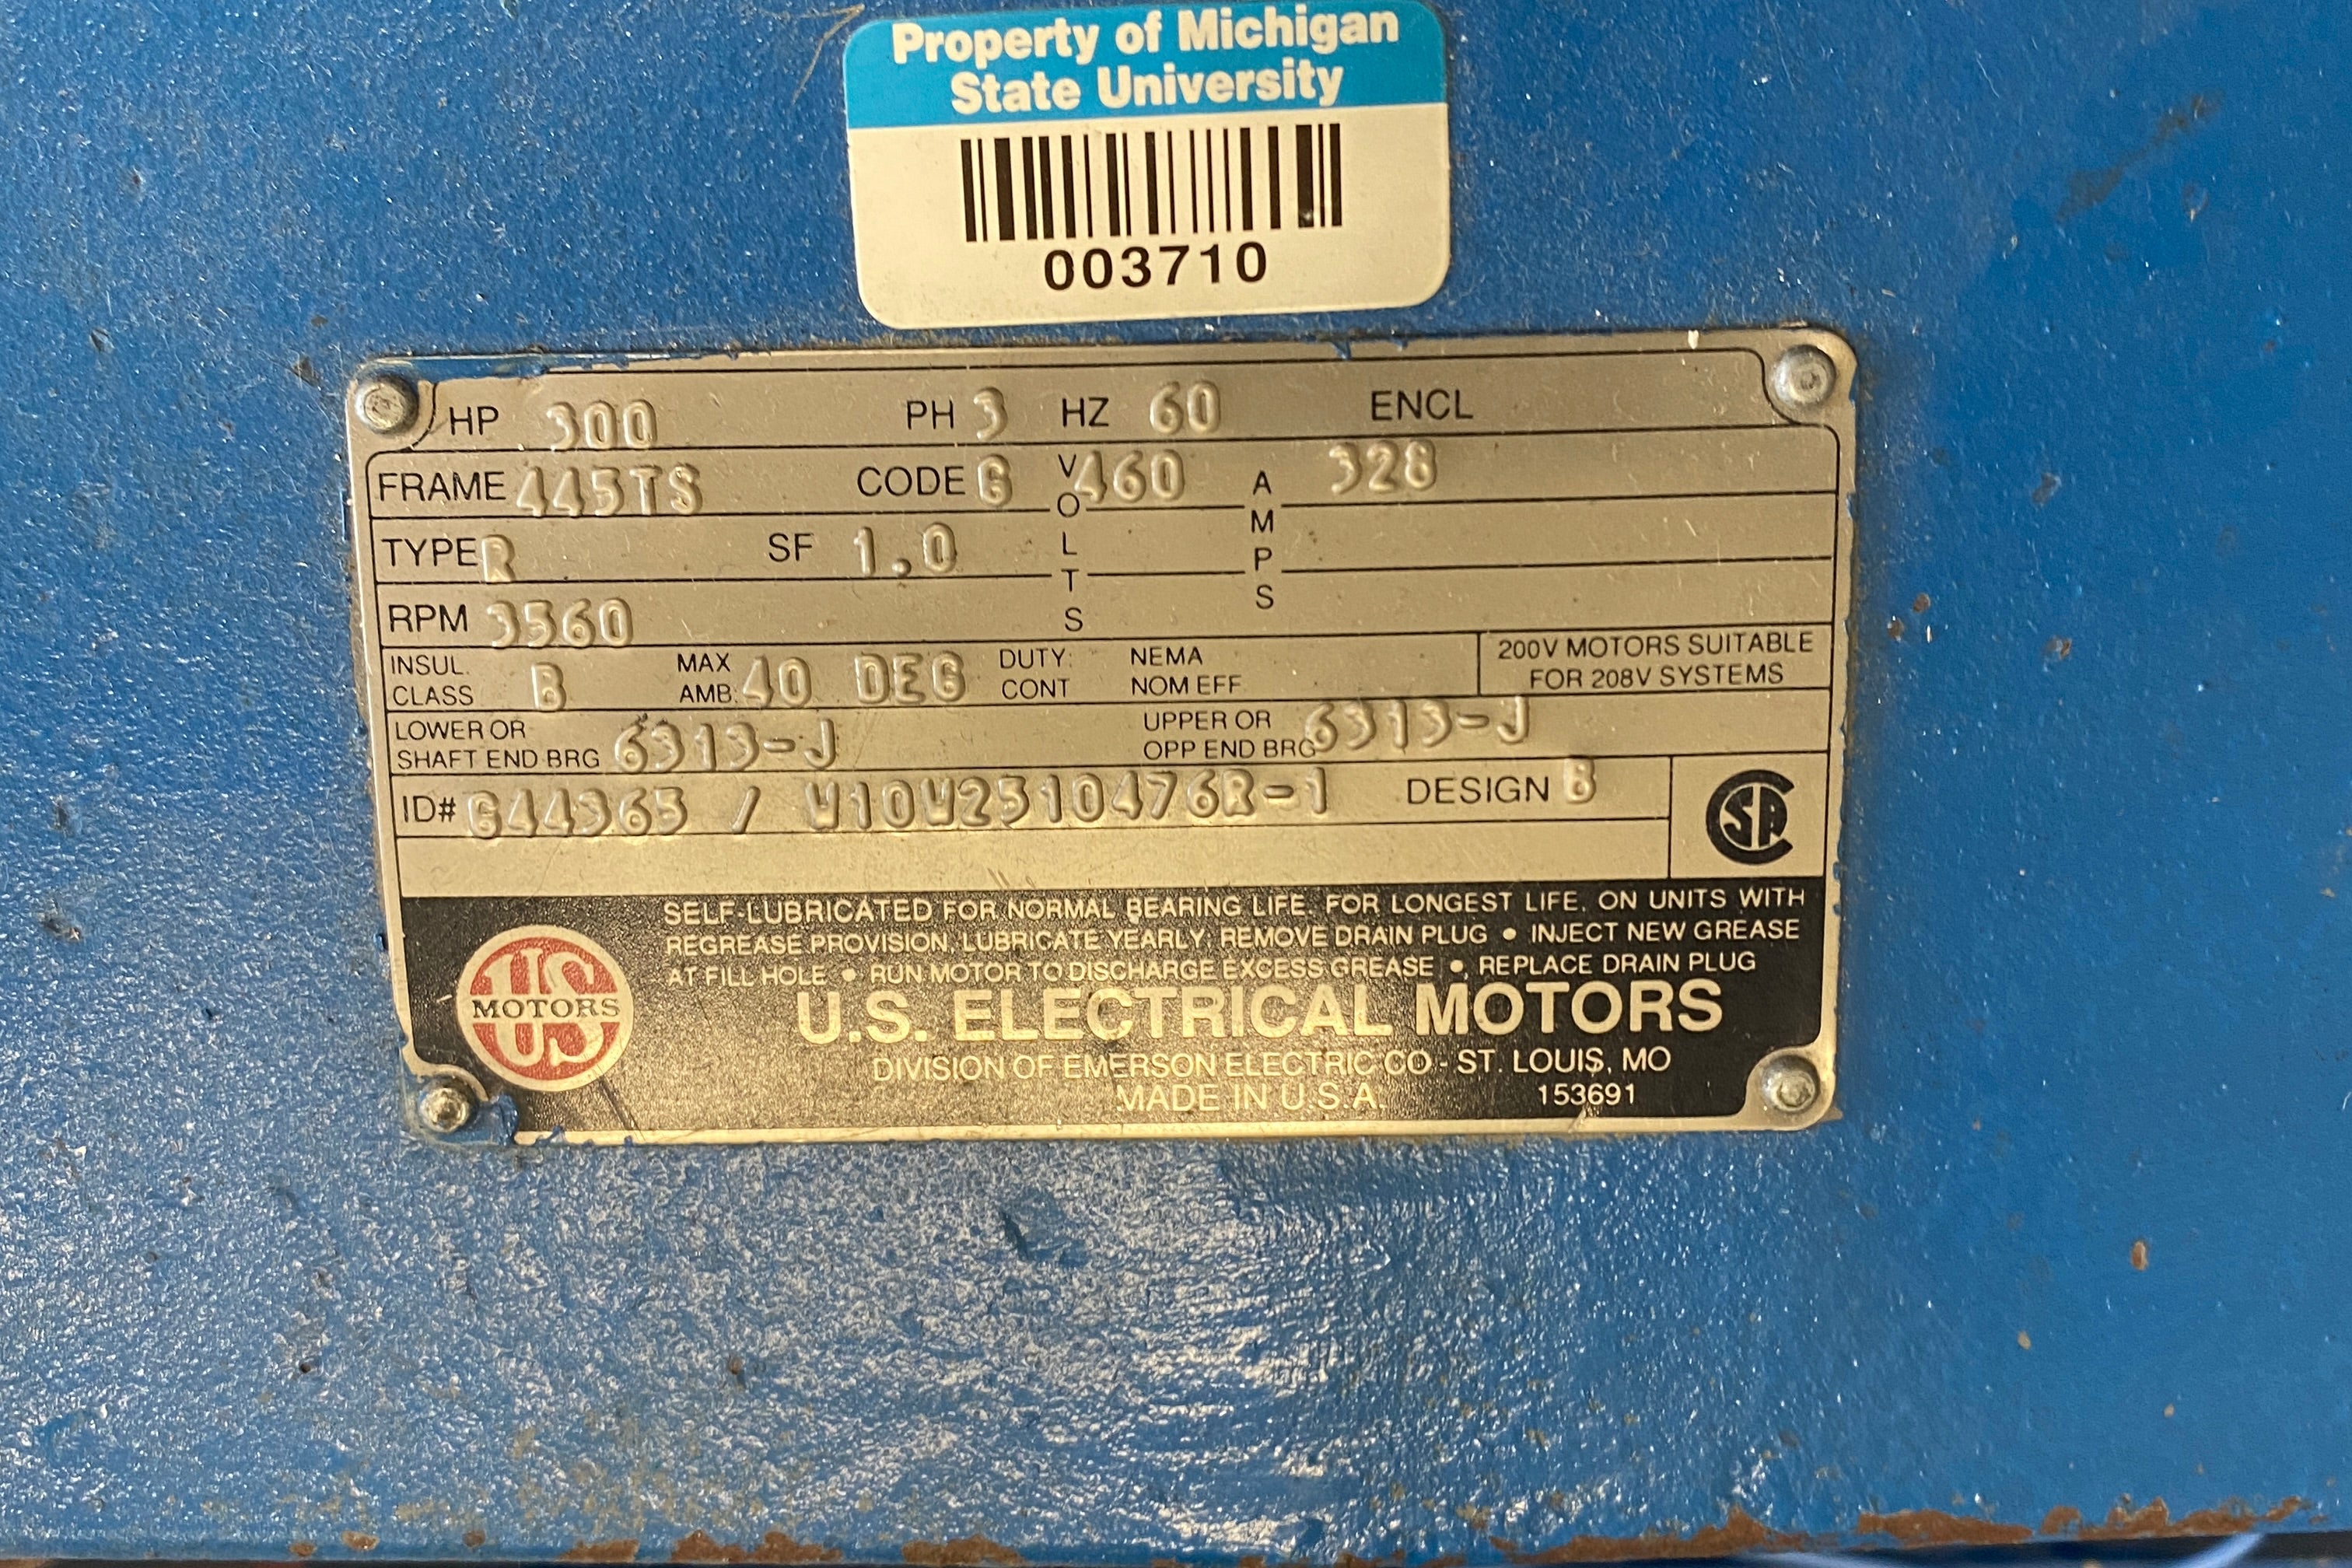 Property of Michigan
State University
003710
HP 300 PH 3 HZ 60 ENCL
FRAME 445TS CODE G VOLTS 460 AMPS 328
TYPE R SF 1.0
RPM 3560
INSUL. CLASS B MAX AMB. 40 DEG DUTY: CONT NEMA NOM EFF 200V MOTORS SUITABLE FOR 208V SYSTEMS
LOWER OR SHAFT END BRG 6313-J UPPER OR OPP END BRG 6313-J
ID# G44365 / W10W2510476R-1 DESIGN B
SA
SELF-LUBRICATED FOR NORMAL BEARING LIFE. FOR LONGEST LIFE, ON UNITS WITH
REGREASE PROVISION, LUBRICATE YEARLY: REMOVE DRAIN PLUG • INJECT NEW GREASE
AT FILL HOLE • RUN MOTOR TO DISCHARGE EXCESS GREASE • REPLACE DRAIN PLUG
US MOTORS
U.S. ELECTRICAL MOTORS
DIVISION OF EMERSON ELECTRIC CO - ST. LOUIS, MO
MADE IN U.S.A. 153691